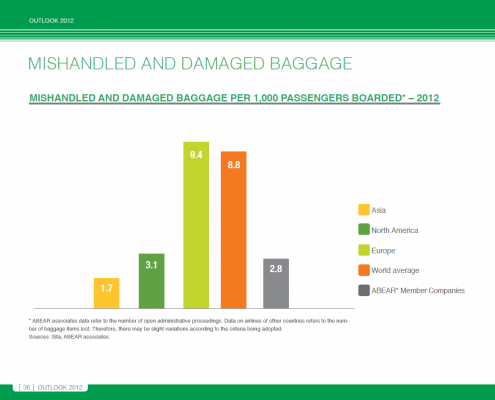 OUTLOOK 2012
MISHANDLED AND DAMAGED BAGGAGE
MISHANDLED AND DAMAGED BAGGAGE PER 1,000 PASSENGERS BOARDED* – 2012
9.4
8.8
3.1
2.8
1.7
Asia
North America
Europe
World average
ABEAR* Member Companies
* ABEAR associates data refer to the number of open administrative proceedings. Data on airlines of other countries refers to the num-
ber of baggage items lost. Therefore, there may be slight variations according to the criteria being adopted.
Sources: Sita, ABEAR associates.
[ 36 ] OUTLOOK 2012